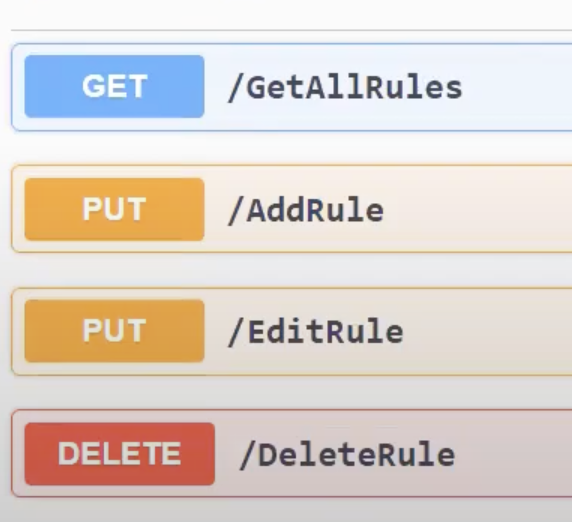 GET /GetAllRules
PUT /AddRule
PUT /EditRule
DELETE /DeleteRule